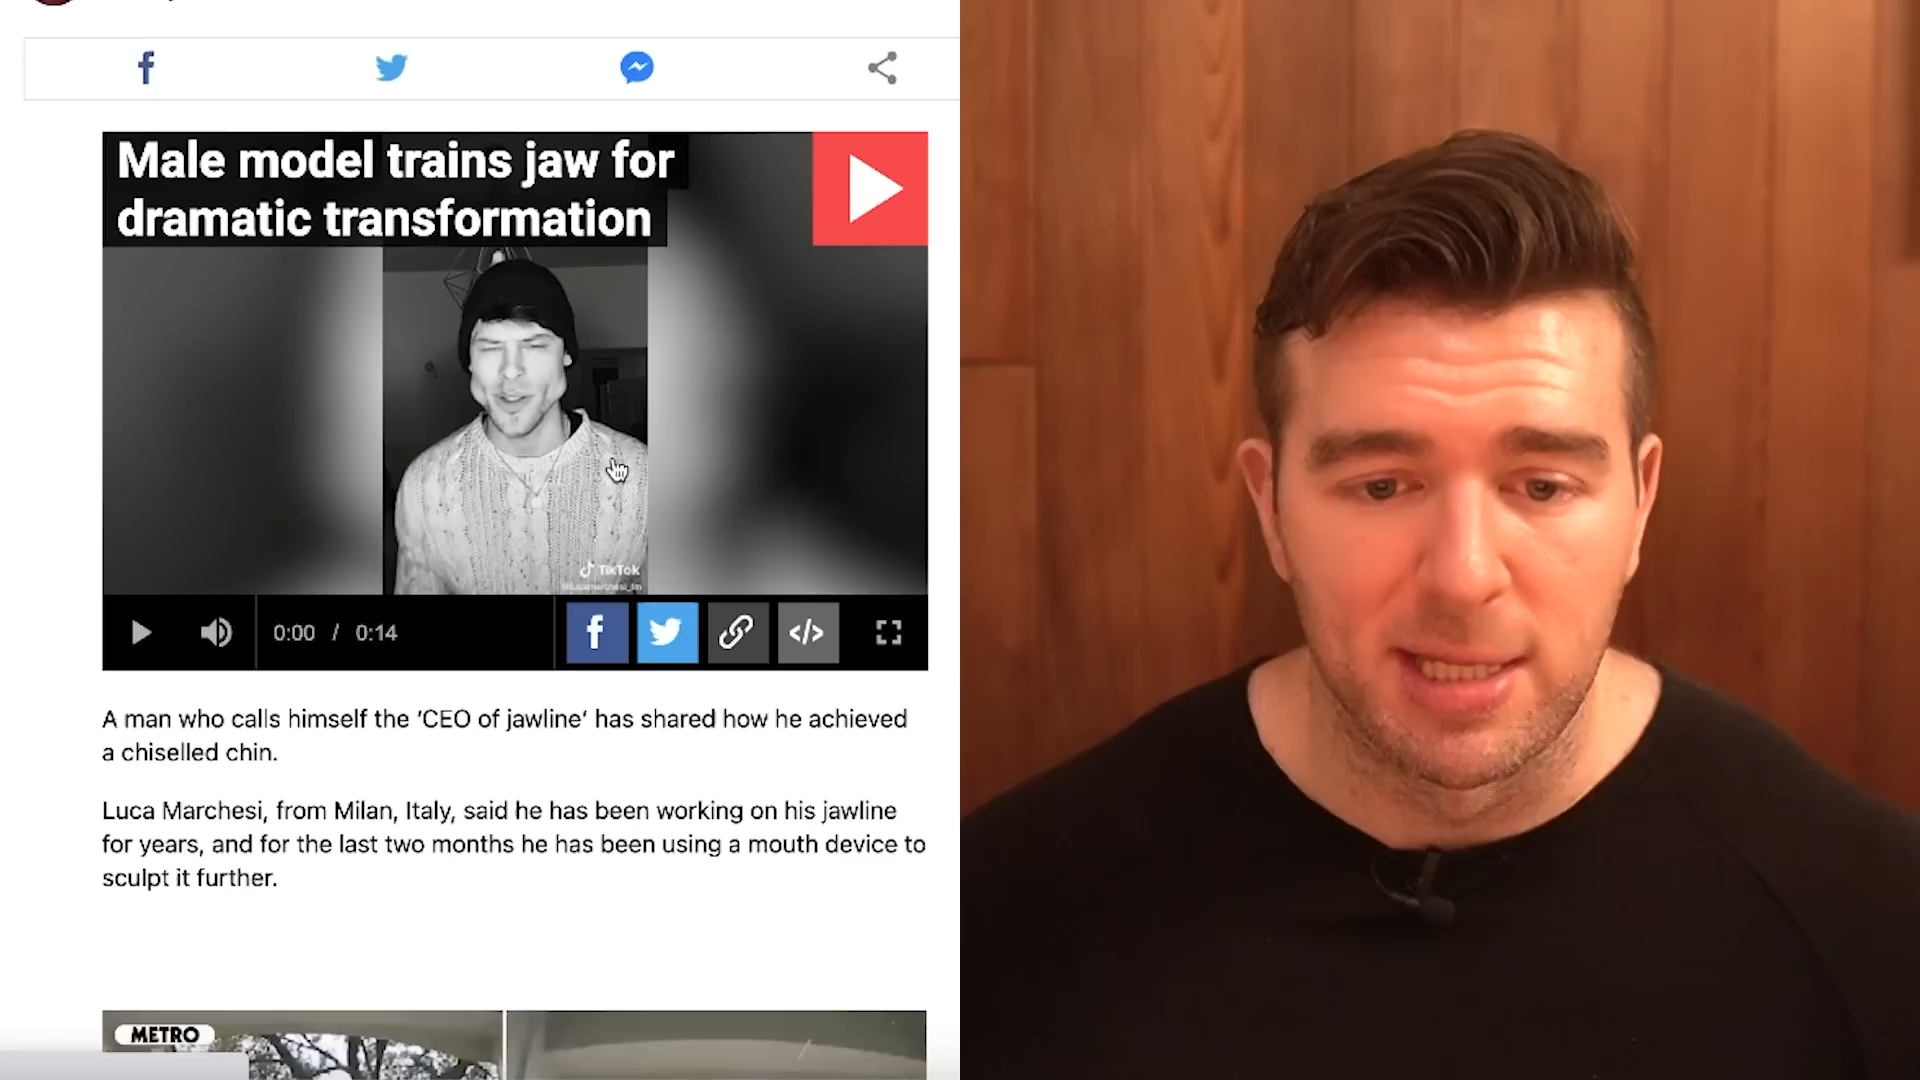 Male model trains jaw for
dramatic transformation
TikTok
0:00 / 0:14
A man who calls himself the ‘CEO of jawline’ has shared how he achieved
a chiselled chin.
Luca Marchesi, from Milan, Italy, said he has been working on his jawline
for years, and for the last two months he has been using a mouth device to
sculpt it further.
METRO